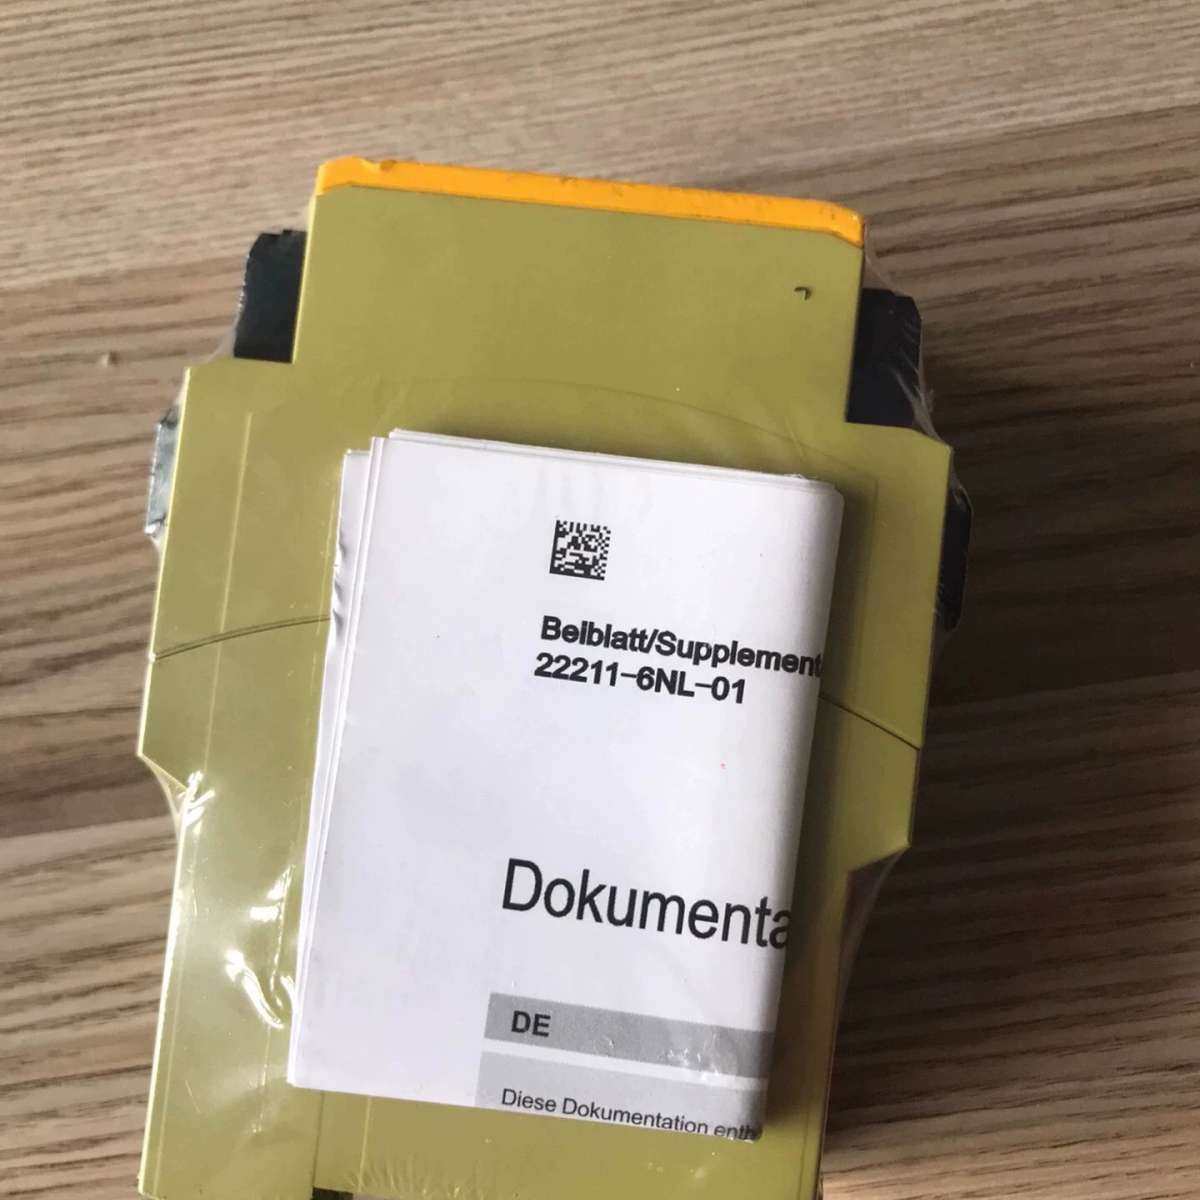 Beiblatt/Supplement
22211-6NL-01
Dokumenta
DE
Diese Dokumentation enth